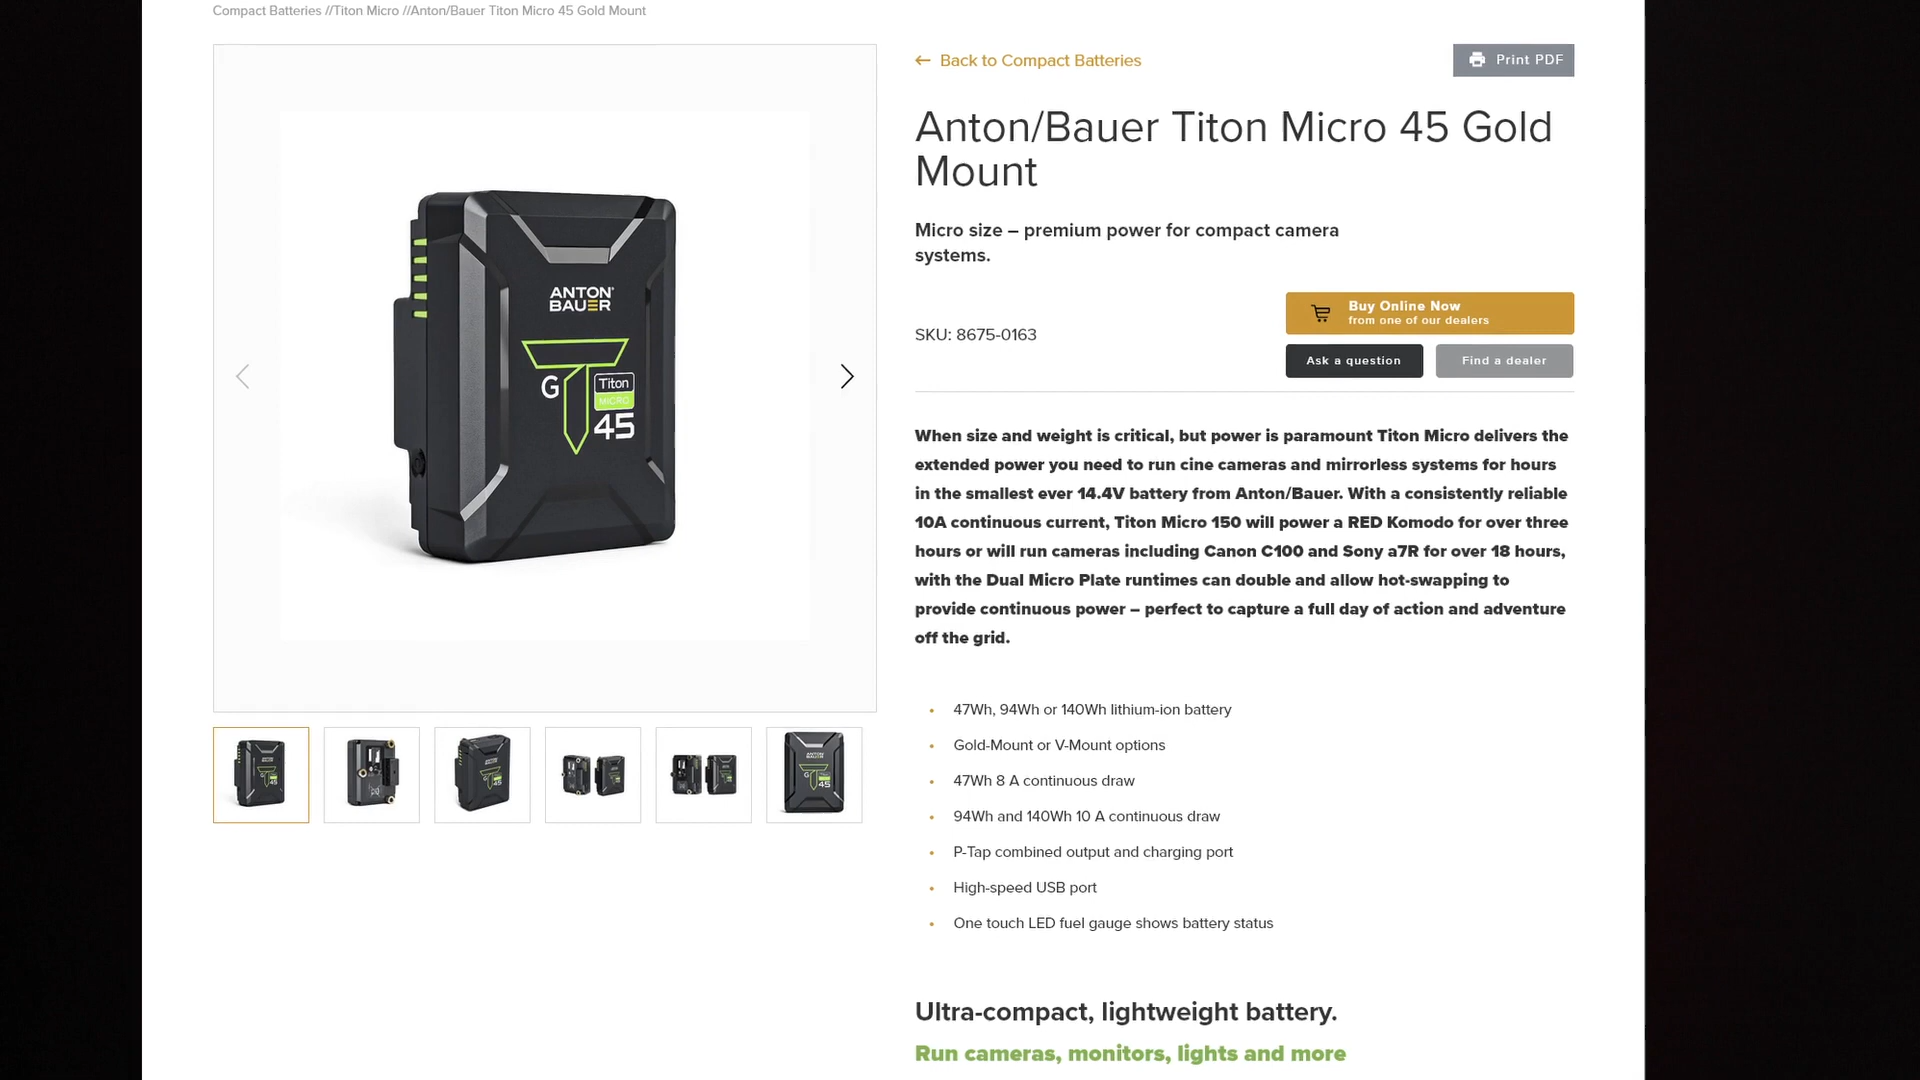 Compact Batteries //Titon Micro //Anton/Bauer Titon Micro 45 Gold Mount
← Back to Compact Batteries
Print PDF
Anton/Bauer Titon Micro 45 Gold
Mount
Micro size – premium power for compact camera
systems.
SKU: 8675-0163
Buy Online Now
from one of our dealers
Ask a question
Find a dealer
ANTON
BAUER
G
Titon
MICRO
45
When size and weight is critical, but power is paramount Titon Micro delivers the
extended power you need to run cine cameras and mirrorless systems for hours
in the smallest ever 14.4V battery from Anton/Bauer. With a consistently reliable
10A continuous current, Titon Micro 150 will power a RED Komodo for over three
hours or will run cameras including Canon C100 and Sony a7R for over 18 hours,
with the Dual Micro Plate runtimes can double and allow hot-swapping to
provide continuous power – perfect to capture a full day of action and adventure
off the grid.
• 47Wh, 94Wh or 140Wh lithium-ion battery
• Gold-Mount or V-Mount options
• 47Wh 8 A continuous draw
• 94Wh and 140Wh 10 A continuous draw
• P-Tap combined output and charging port
• High-speed USB port
• One touch LED fuel gauge shows battery status
Ultra-compact, lightweight battery.
Run cameras, monitors, lights and more